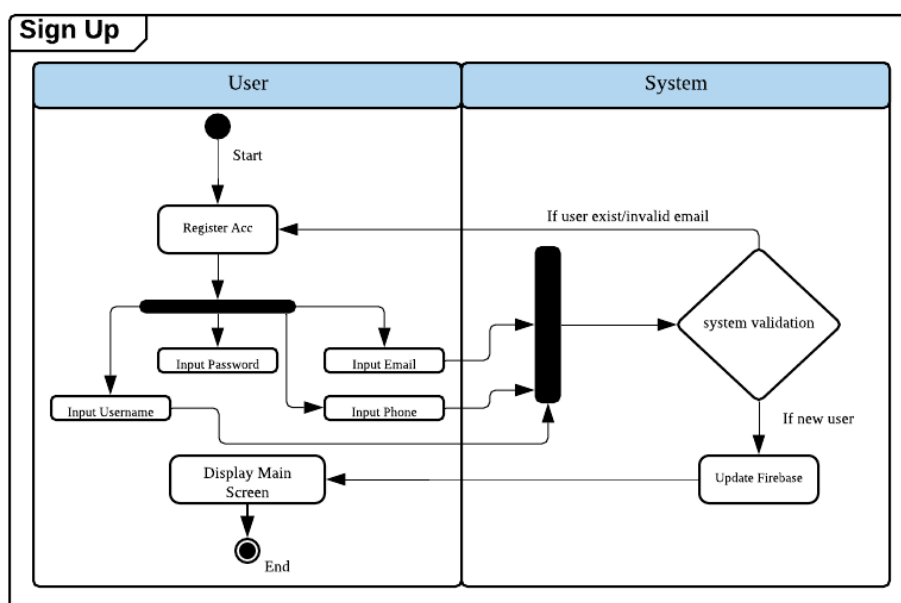 Sign Up
User
System
Start
Register Acc
If user exist/invalid email
system validation
Input Password
Input Email
Input Username
Input Phone
If new user
Display Main
Screen
Update Firebase
End